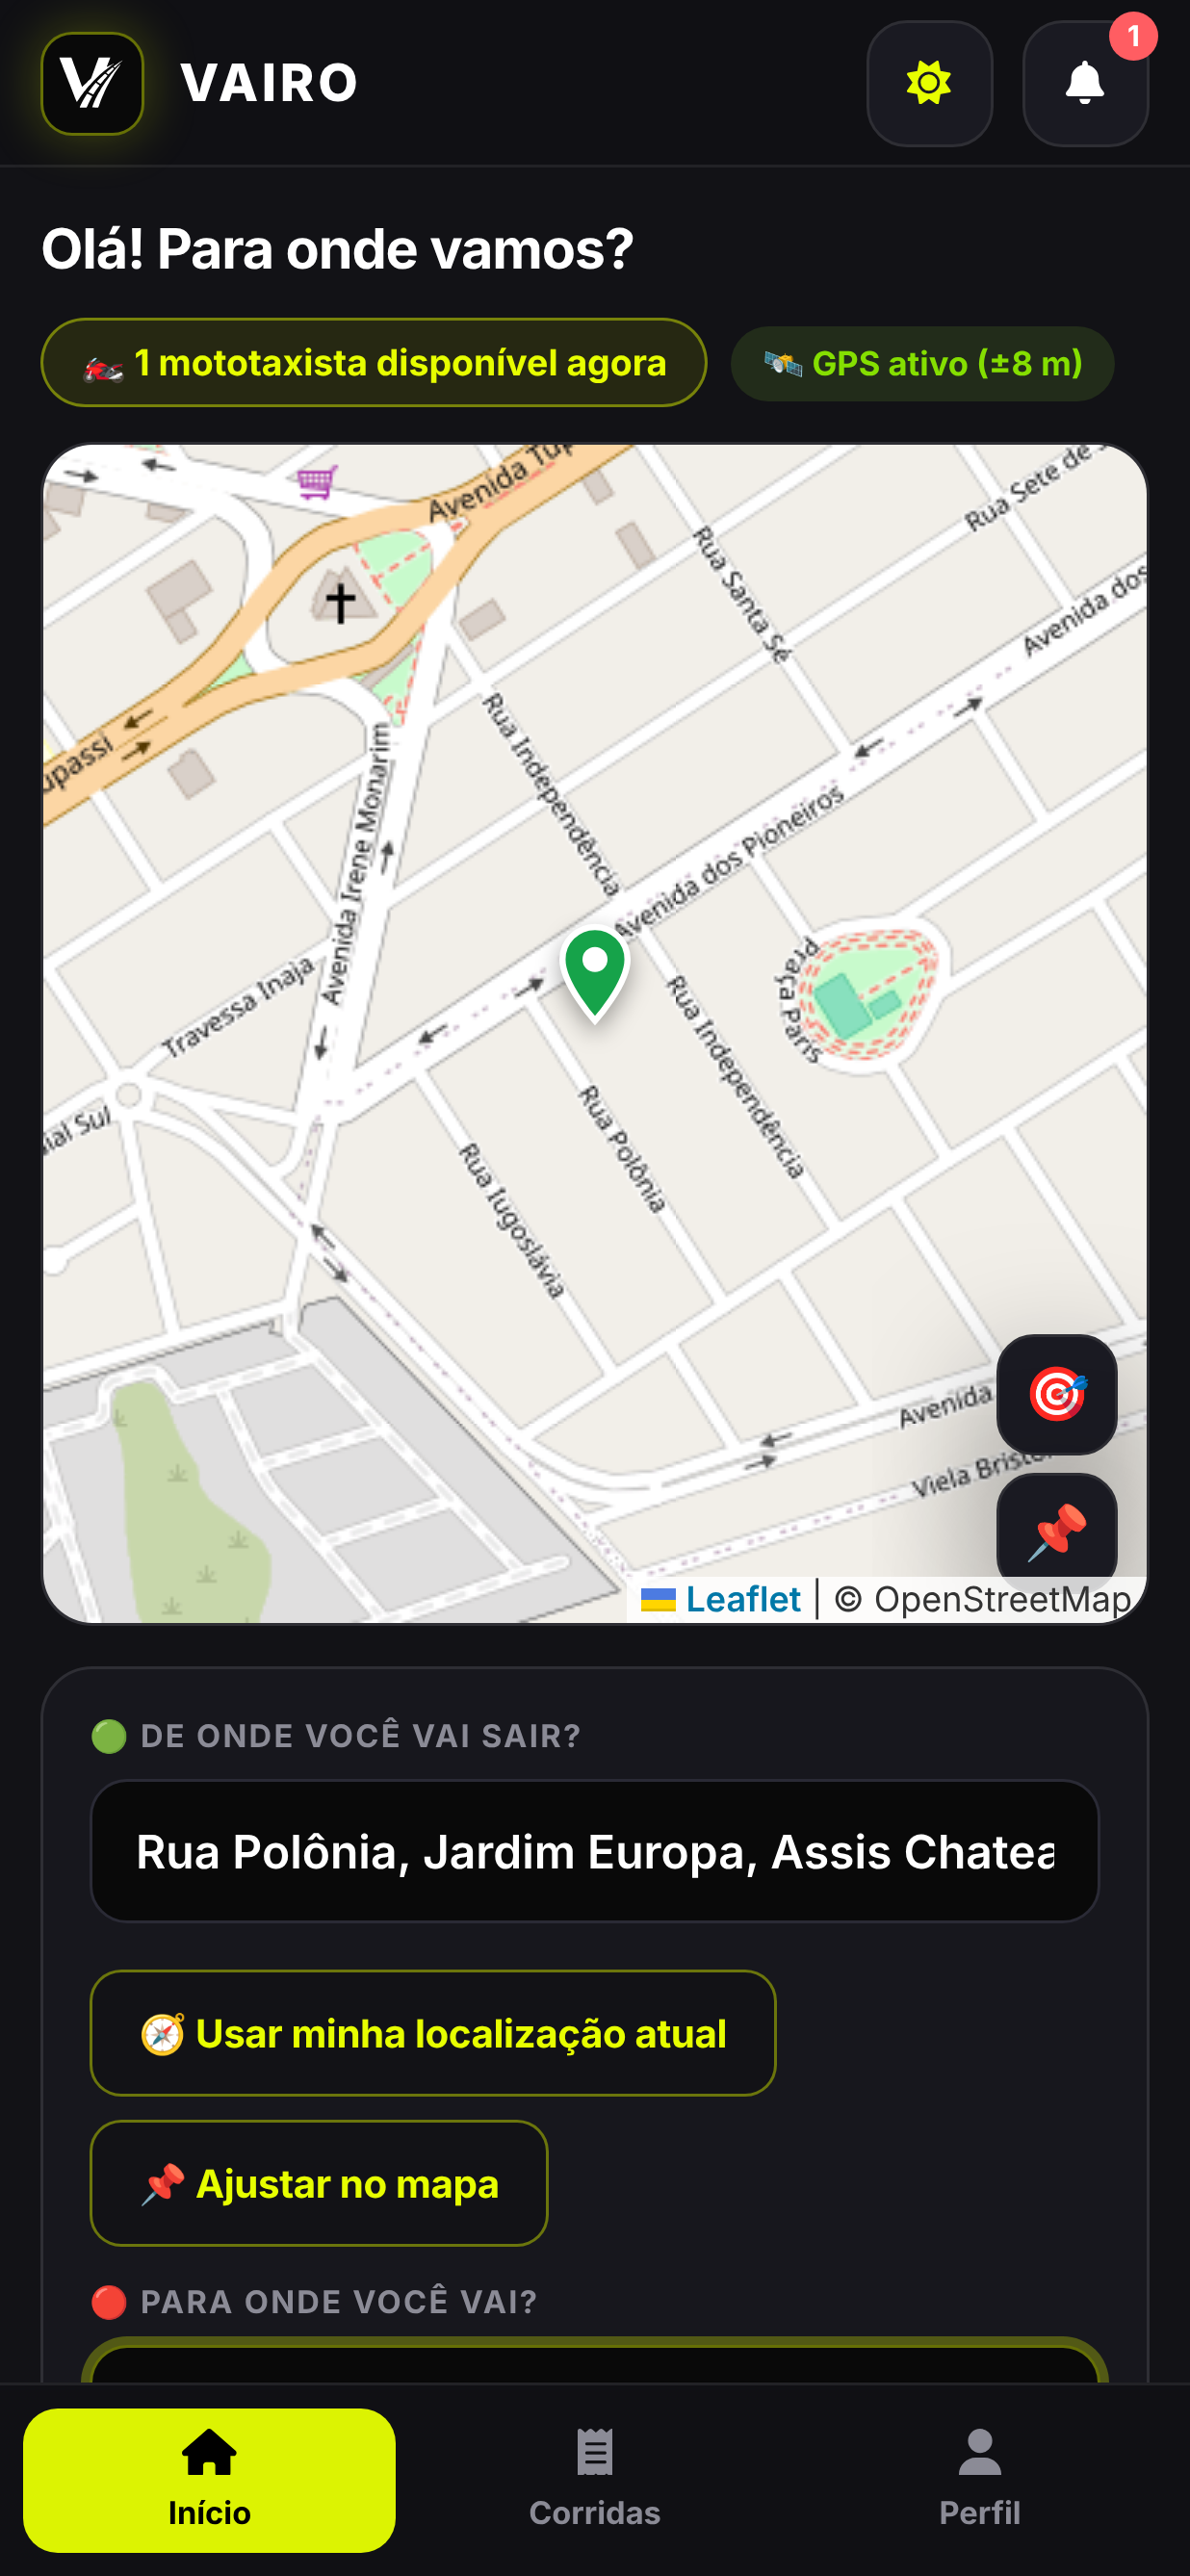 VAIRO
1
Olá! Para onde vamos?
1 mototaxista disponível agora
GPS ativo (±8 m)
Avenida Tup
Rua Sete de
Rua Santa Sé
Avenida dos
upassi
Avenida Irene Monarim
Rua Independência
Avenida dos Pioneiros
Travessa Inaja
Praça Paris
Rua Independência
ial Sul
Rua Polônia
Rua Iugoslávia
Avenida
Viela Bristol
Leaflet | © OpenStreetMap
DE ONDE VOCÊ VAI SAIR?
Rua Polônia, Jardim Europa, Assis Chatea
Usar minha localização atual
Ajustar no mapa
PARA ONDE VOCÊ VAI?
Início
Corridas
Perfil